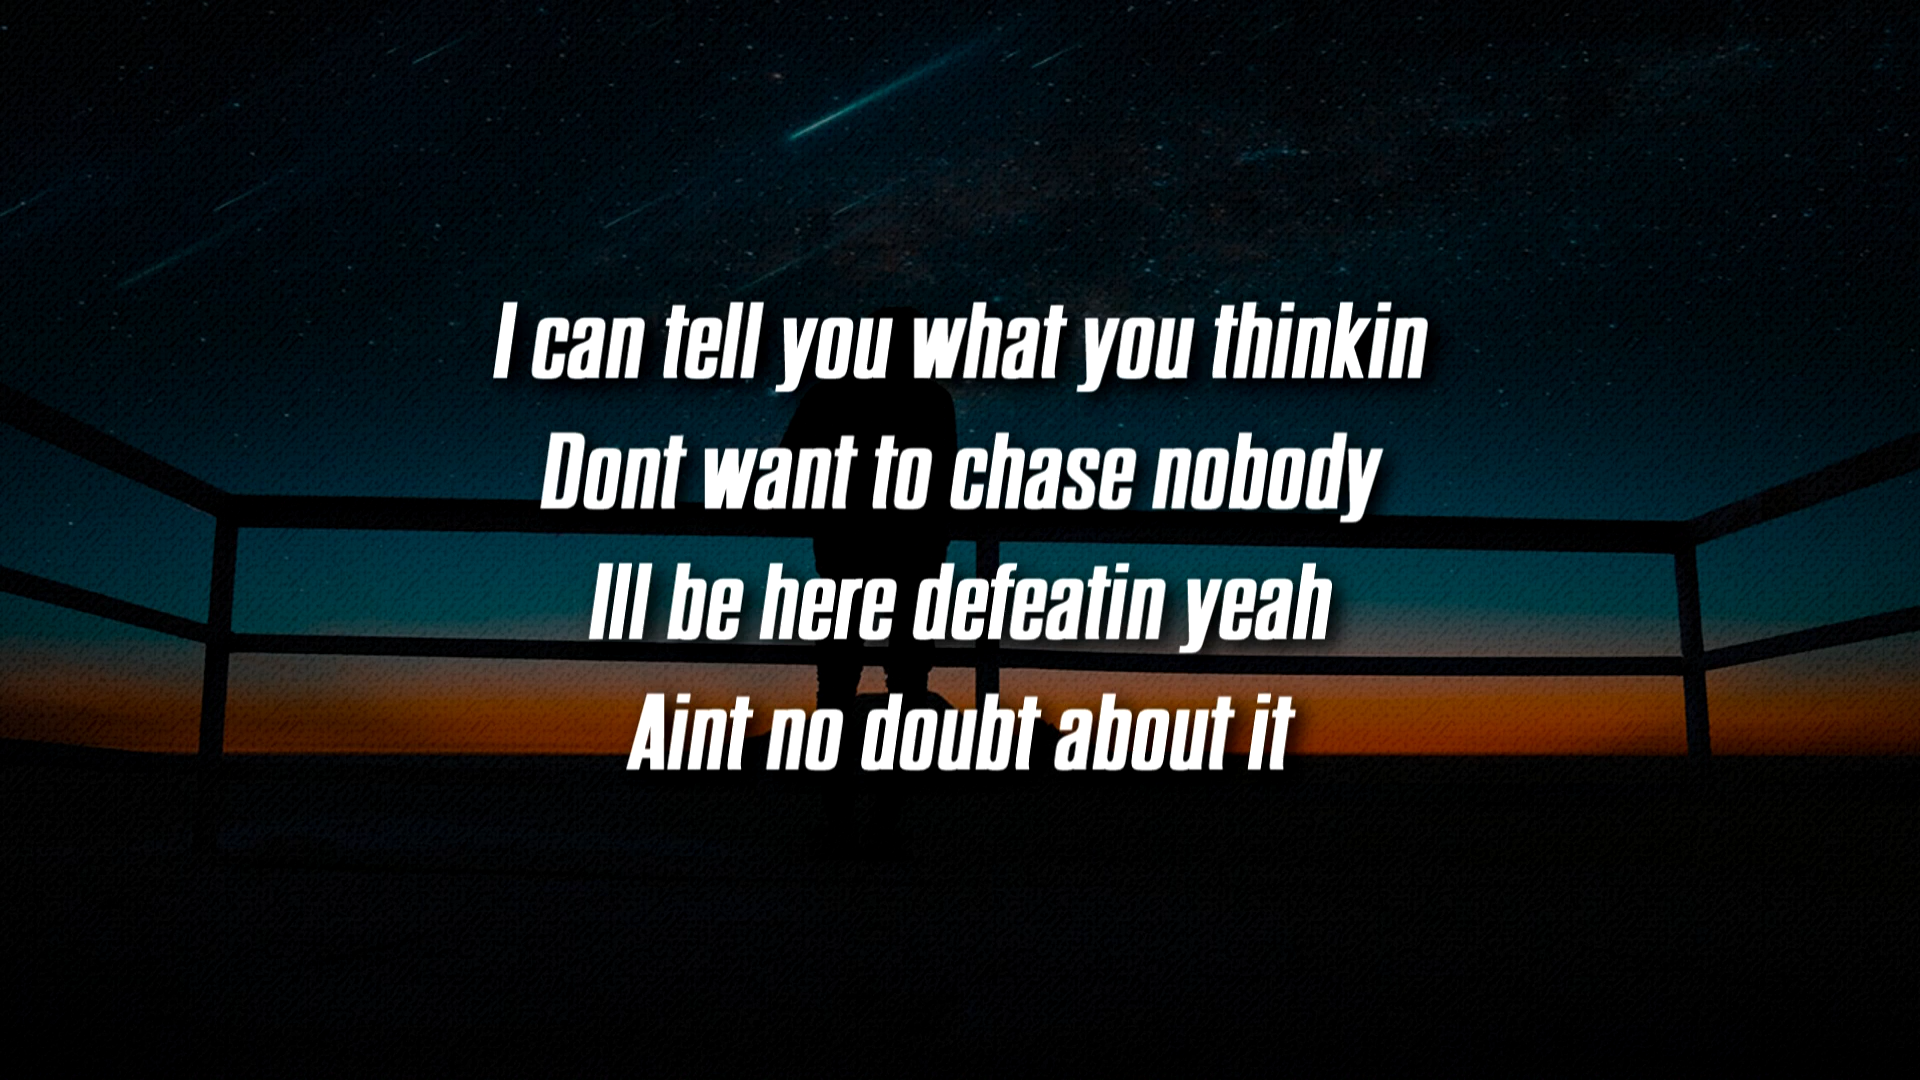 I can tell you what you thinkin
Dont want to chase nobody
Ill be here defeatin yeah
Aint no doubt about it